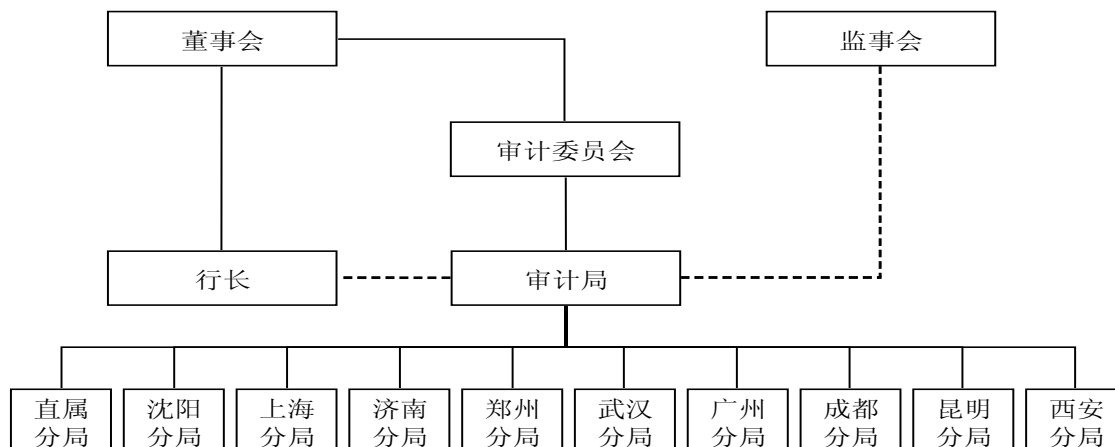 董事会
监事会
审计委员会
行长
审计局
直属
分局
沈阳
分局
上海
分局
济南
分局
郑州
分局
武汉
分局
广州
分局
成都
分局
昆明
分局
西安
分局